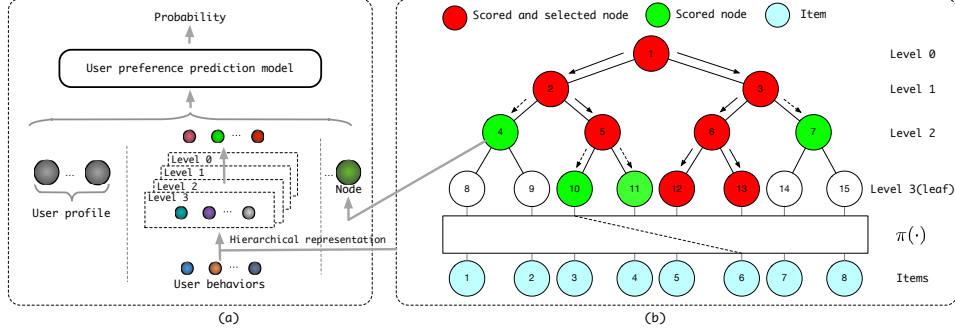 Probability
User preference prediction model
...
Level 0
Level 1
Level 2
Level 3
...
...
...
Node
User profile
Hierarchical representation
...
User behaviors
(a)
Scored and selected node
Scored node
Item
1
Level 0
2
3
Level 1
4
5
6
7
Level 2
8
9
10
11
12
13
14
15
Level 3(leaf)
π(·)
1
2
3
4
5
6
7
8
Items
(b)